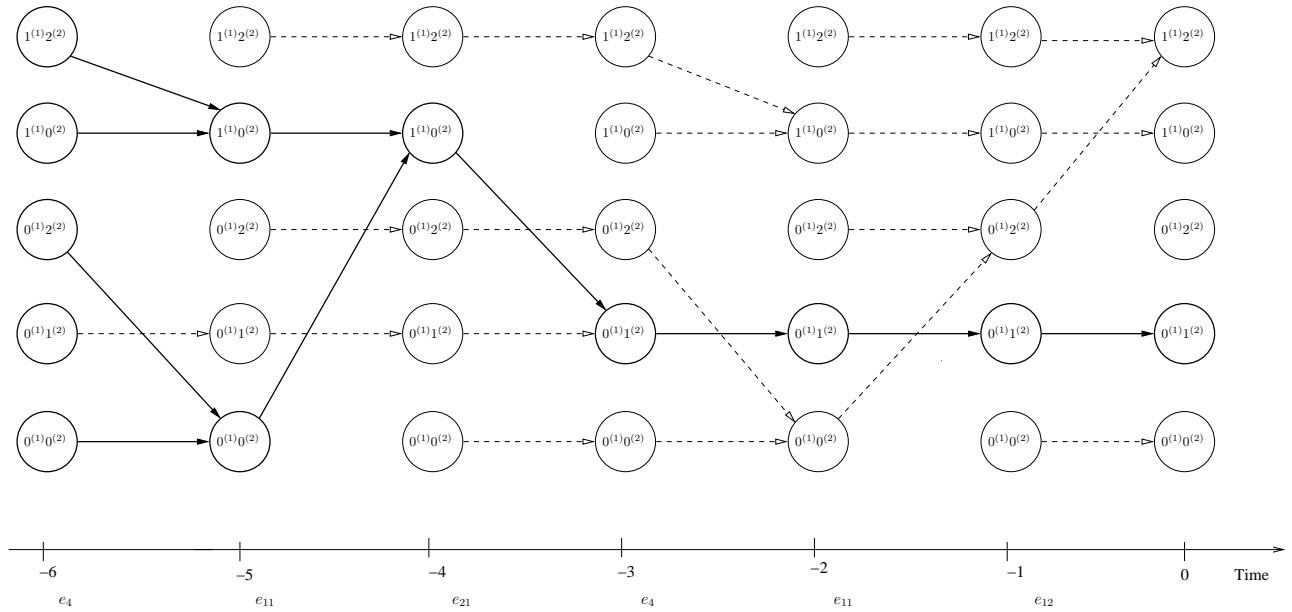 1⁽¹⁾2⁽²⁾ 1⁽¹⁾2⁽²⁾ 1⁽¹⁾2⁽²⁾ 1⁽¹⁾2⁽²⁾ 1⁽¹⁾2⁽²⁾ 1⁽¹⁾2⁽²⁾ 1⁽¹⁾2⁽²⁾
1⁽¹⁾0⁽²⁾ 1⁽¹⁾0⁽²⁾ 1⁽¹⁾0⁽²⁾ 1⁽¹⁾0⁽²⁾ 1⁽¹⁾0⁽²⁾ 1⁽¹⁾0⁽²⁾ 1⁽¹⁾0⁽²⁾
0⁽¹⁾2⁽²⁾ 0⁽¹⁾2⁽²⁾ 0⁽¹⁾2⁽²⁾ 0⁽¹⁾2⁽²⁾ 0⁽¹⁾2⁽²⁾ 0⁽¹⁾2⁽²⁾ 0⁽¹⁾2⁽²⁾
0⁽¹⁾1⁽²⁾ 0⁽¹⁾1⁽²⁾ 0⁽¹⁾1⁽²⁾ 0⁽¹⁾1⁽²⁾ 0⁽¹⁾1⁽²⁾ 0⁽¹⁾1⁽²⁾ 0⁽¹⁾1⁽²⁾
0⁽¹⁾0⁽²⁾ 0⁽¹⁾0⁽²⁾ 0⁽¹⁾0⁽²⁾ 0⁽¹⁾0⁽²⁾ 0⁽¹⁾0⁽²⁾ 0⁽¹⁾0⁽²⁾ 0⁽¹⁾0⁽²⁾
−6 −5 −4 −3 −2 −1 0 Time
e₄ e₁₁ e₂₁ e₄ e₁₁ e₁₂